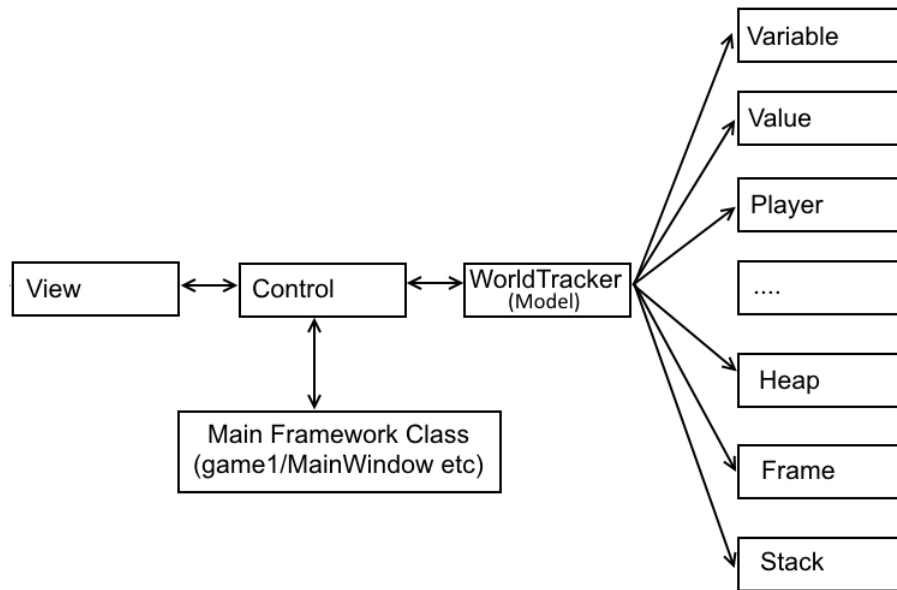 Variable
Value
Player
View
Control
WorldTracker
(Model)
....
Heap
Main Framework Class
(game1/MainWindow etc)
Frame
Stack